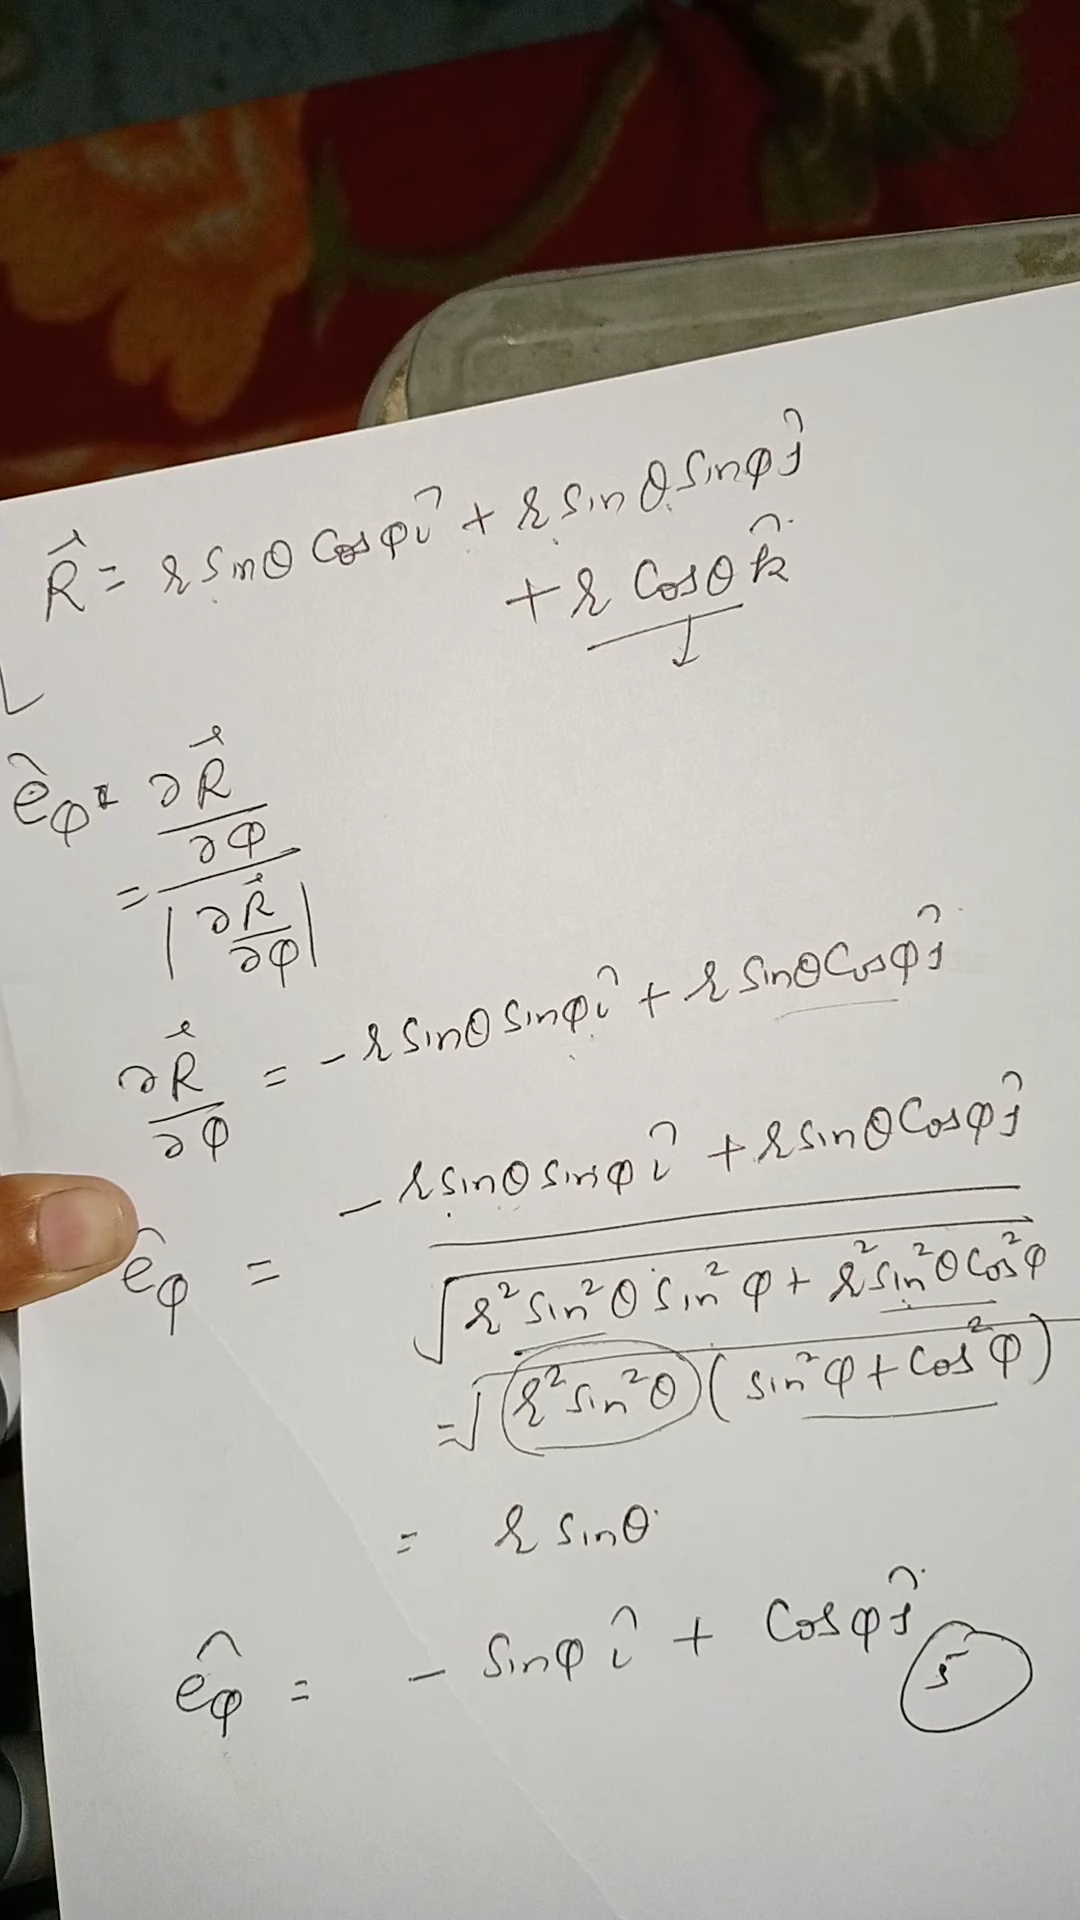 R⃗ = r sinθ cosφ î + r sinθ sinφ ĵ
+ r cosθ k̂
ê_φ = ∂R⃗/∂φ
= / |∂R⃗/∂φ|
∂R⃗/∂φ = - r sinθ sinφ î + r sinθ cosφ ĵ
ê_φ = - r sinθ sinφ î + r sinθ cosφ ĵ
√ r² sin²θ sin²φ + r² sin²θ cos²φ
= √ r² sin²θ ( sin²φ + cos²φ )
= r sinθ
ê_φ = - sinφ î + cosφ ĵ 5